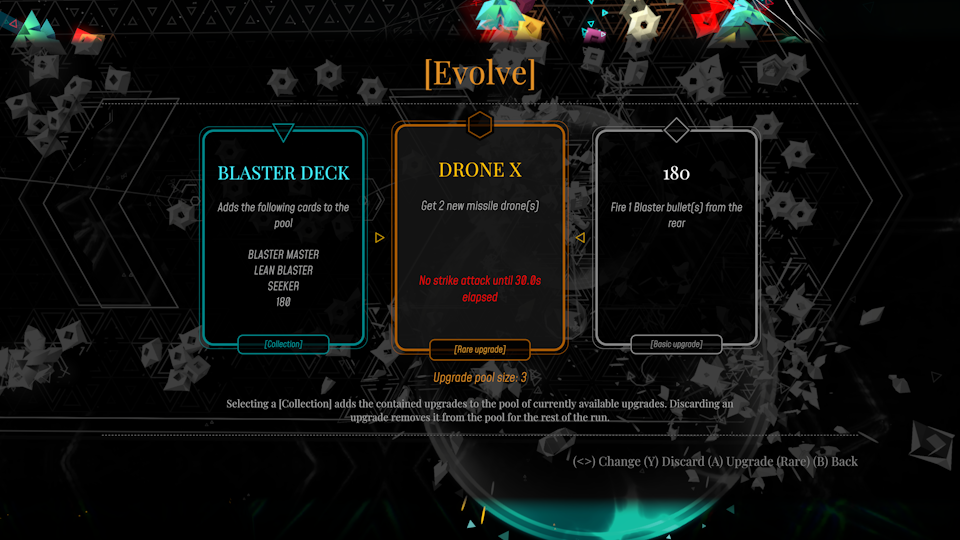 [Evolve]
BLASTER DECK
Adds the following cards to the
pool
BLASTER MASTER
LEAN BLASTER
SEEKER
180
[Collection]
DRONE X
Get 2 new missile drone(s)
No strike attack until 30.0s
elapsed
[Rare upgrade]
180
Fire 1 Blaster bullet(s) from the
rear
[Basic upgrade]
Upgrade pool size: 3
Selecting a [Collection] adds the contained upgrades to the pool of currently available upgrades. Discarding an
upgrade removes it from the pool for the rest of the run.
(<>) Change (Y) Discard (A) Upgrade (Rare) (B) Back